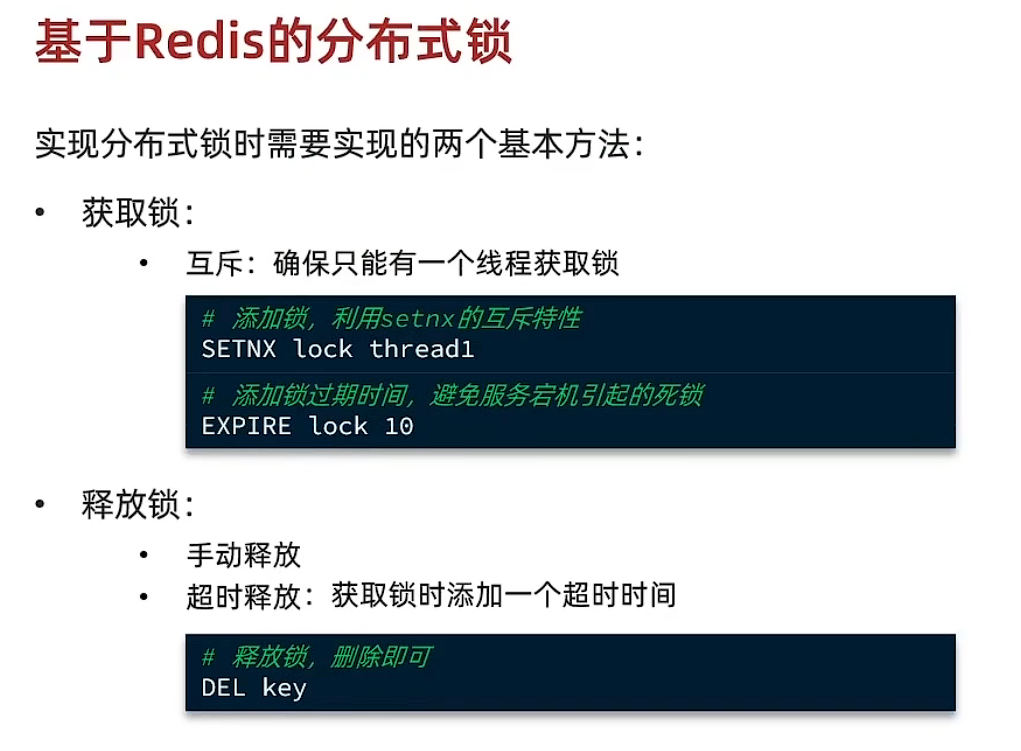 基于Redis的分布式锁
实现分布式锁时需要实现的两个基本方法：
• 获取锁：
• 互斥：确保只能有一个线程获取锁
# 添加锁，利用setnx的互斥特性
SETNX lock thread1
# 添加锁过期时间，避免服务宕机引起的死锁
EXPIRE lock 10
• 释放锁：
• 手动释放
• 超时释放：获取锁时添加一个超时时间
# 释放锁，删除即可
DEL key